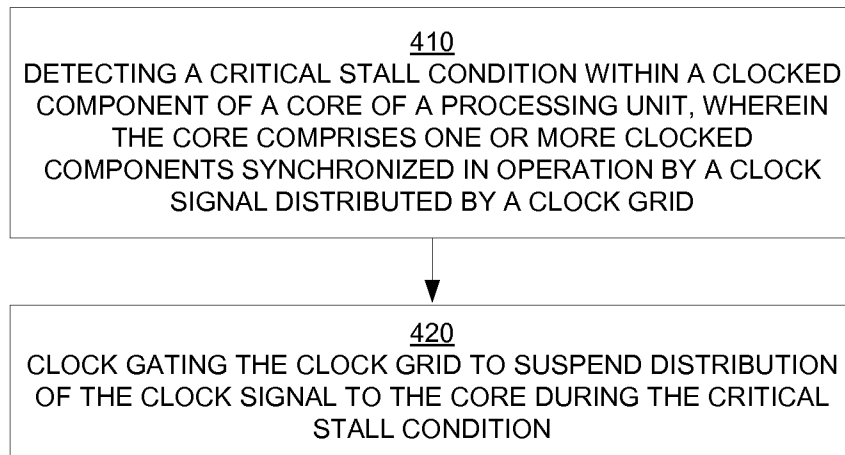 410
DETECTING A CRITICAL STALL CONDITION WITHIN A CLOCKED
COMPONENT OF A CORE OF A PROCESSING UNIT, WHEREIN
THE CORE COMPRISES ONE OR MORE CLOCKED
COMPONENTS SYNCHRONIZED IN OPERATION BY A CLOCK
SIGNAL DISTRIBUTED BY A CLOCK GRID
420
CLOCK GATING THE CLOCK GRID TO SUSPEND DISTRIBUTION
OF THE CLOCK SIGNAL TO THE CORE DURING THE CRITICAL
STALL CONDITION